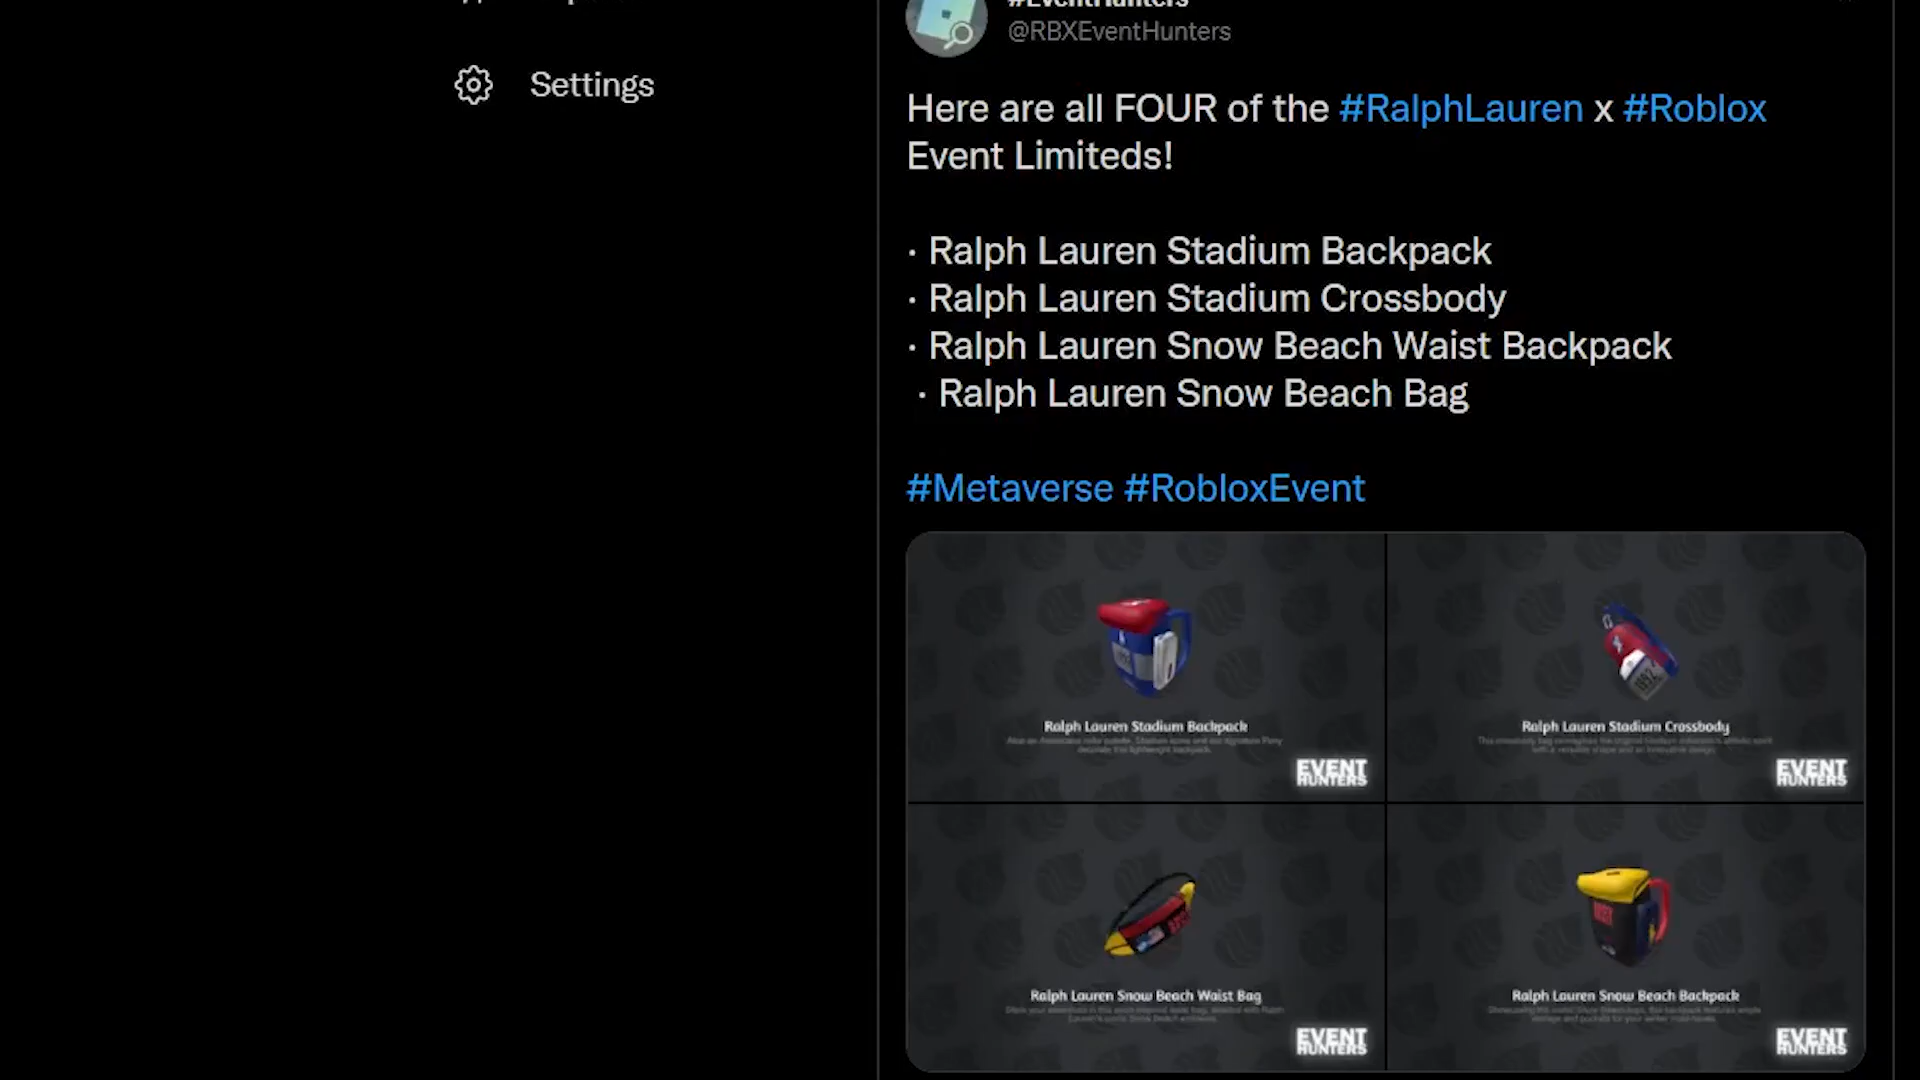 #EventHunters
@RBXEventHunters
Settings
Here are all FOUR of the #RalphLauren x #Roblox
Event Limiteds!
· Ralph Lauren Stadium Backpack
· Ralph Lauren Stadium Crossbody
· Ralph Lauren Snow Beach Waist Backpack
· Ralph Lauren Snow Beach Bag
#Metaverse #RobloxEvent
Ralph Lauren Stadium Backpack
EVENT
HUNTERS
Ralph Lauren Stadium Crossbody
1992
EVENT
HUNTERS
Ralph Lauren Snow Beach Waist Bag
EVENT
HUNTERS
Ralph Lauren Snow Beach Backpack
EVENT
HUNTERS